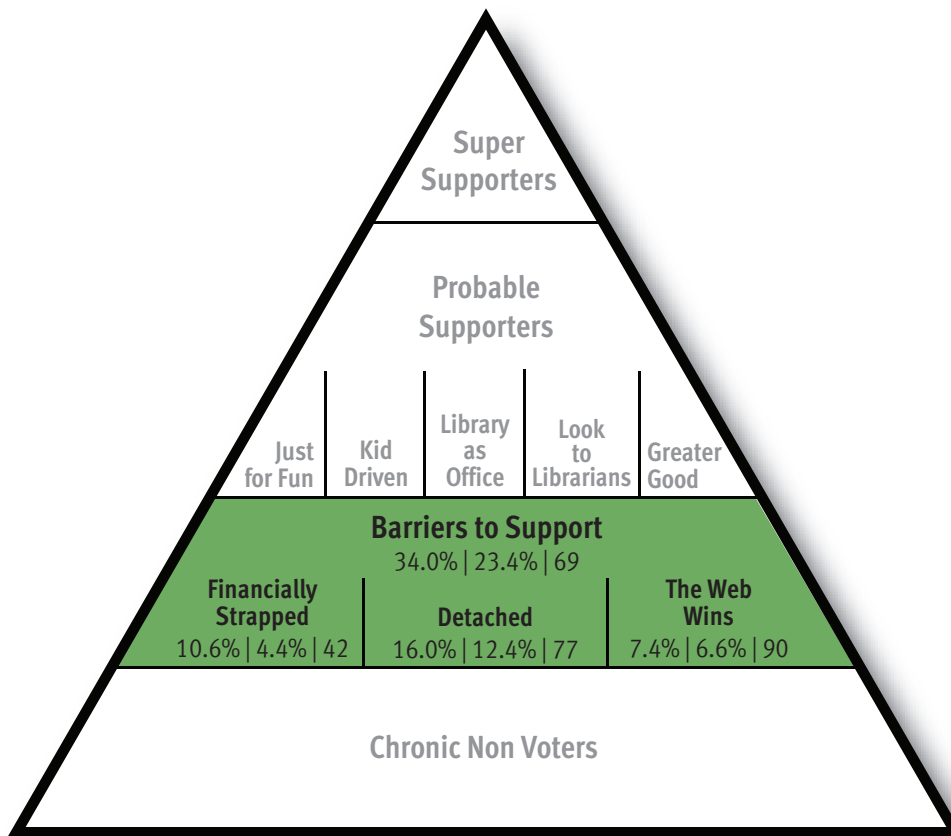 Super
Supporters
Probable
Supporters
Just
for Fun
Kid
Driven
Library
as
Office
Look
to
Librarians
Greater
Good
Barriers to Support
34.0% | 23.4% | 69
Financially
Strapped
10.6% | 4.4% | 42
Detached
16.0% | 12.4% | 77
The Web
Wins
7.4% | 6.6% | 90
Chronic Non Voters